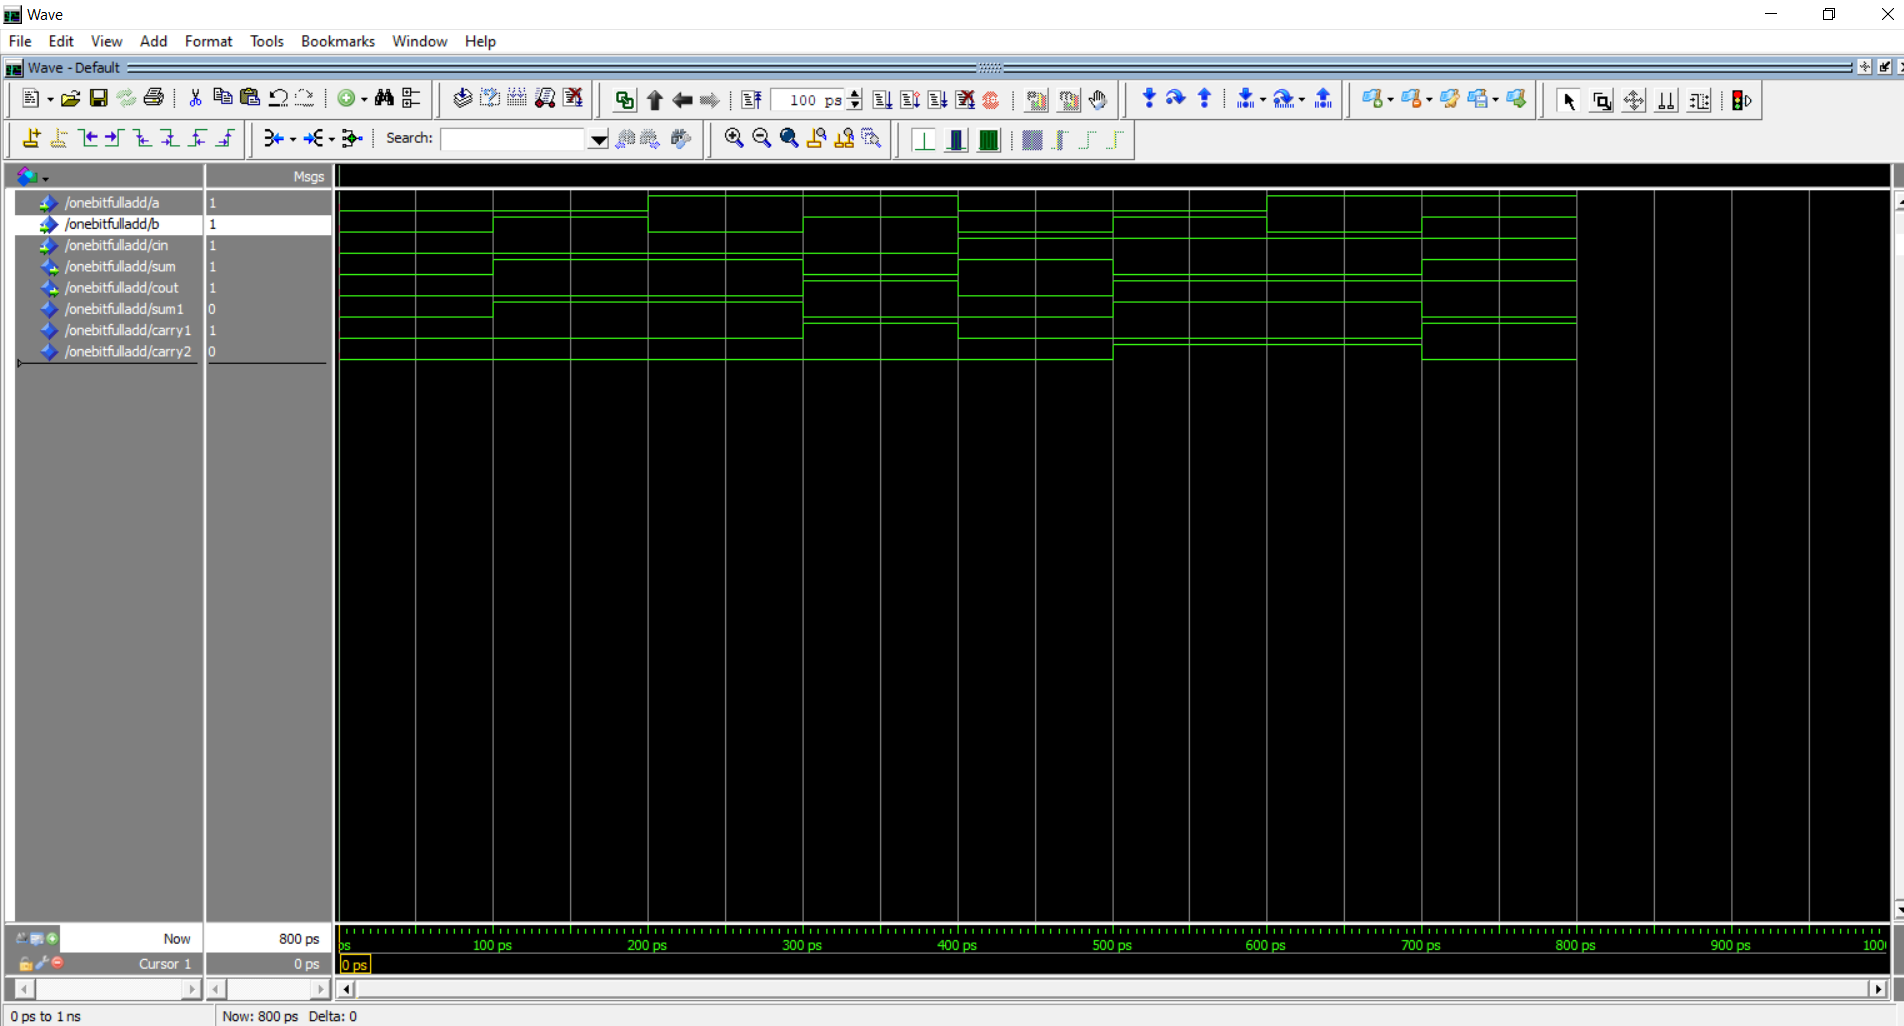 Wave
File Edit View Add Format Tools Bookmarks Window Help
Wave - Default
100 ps
Search:
Msgs
/onebitfulladd/a 1
/onebitfulladd/b 1
/onebitfulladd/cin 1
/onebitfulladd/sum 1
/onebitfulladd/cout 1
/onebitfulladd/sum1 0
/onebitfulladd/carry1 1
/onebitfulladd/carry2 0
Now 800 ps
ps 100 ps 200 ps 300 ps 400 ps 500 ps 600 ps 700 ps 800 ps 900 ps 100
Cursor 1 0 ps 0 ps
0 ps to 1 ns Now: 800 ps Delta: 0